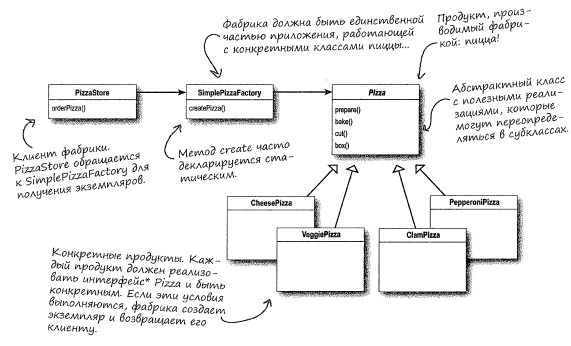 Фабрика должна быть единственной
частью приложения, работающей
с конкретными классами пиццы...
Продукт, произ-
водимый фабри-
кой: пицца!
PizzaStore
orderPizza()
SimplePizzaFactory
createPizza()
Pizza
prepare()
bake()
cut()
box()
Абстрактный класс
с полезными реали-
зациями, которые
могут переопреде-
ляться в субклассах.
Клиент фабрики.
PizzaStore обращается
к SimplePizzaFactory для
получения экземпляров.
Метод create часто
декларируется ста-
тическим.
CheesePizza
VeggiePizza
ClamPizza
PepperoniPizza
Конкретные продукты. Каж-
дый продукт должен реализо-
вать интерфейс* Pizza и быть
конкретным. Если эти условия
выполняются, фабрика создает
экземпляр и возвращает его
клиенту.